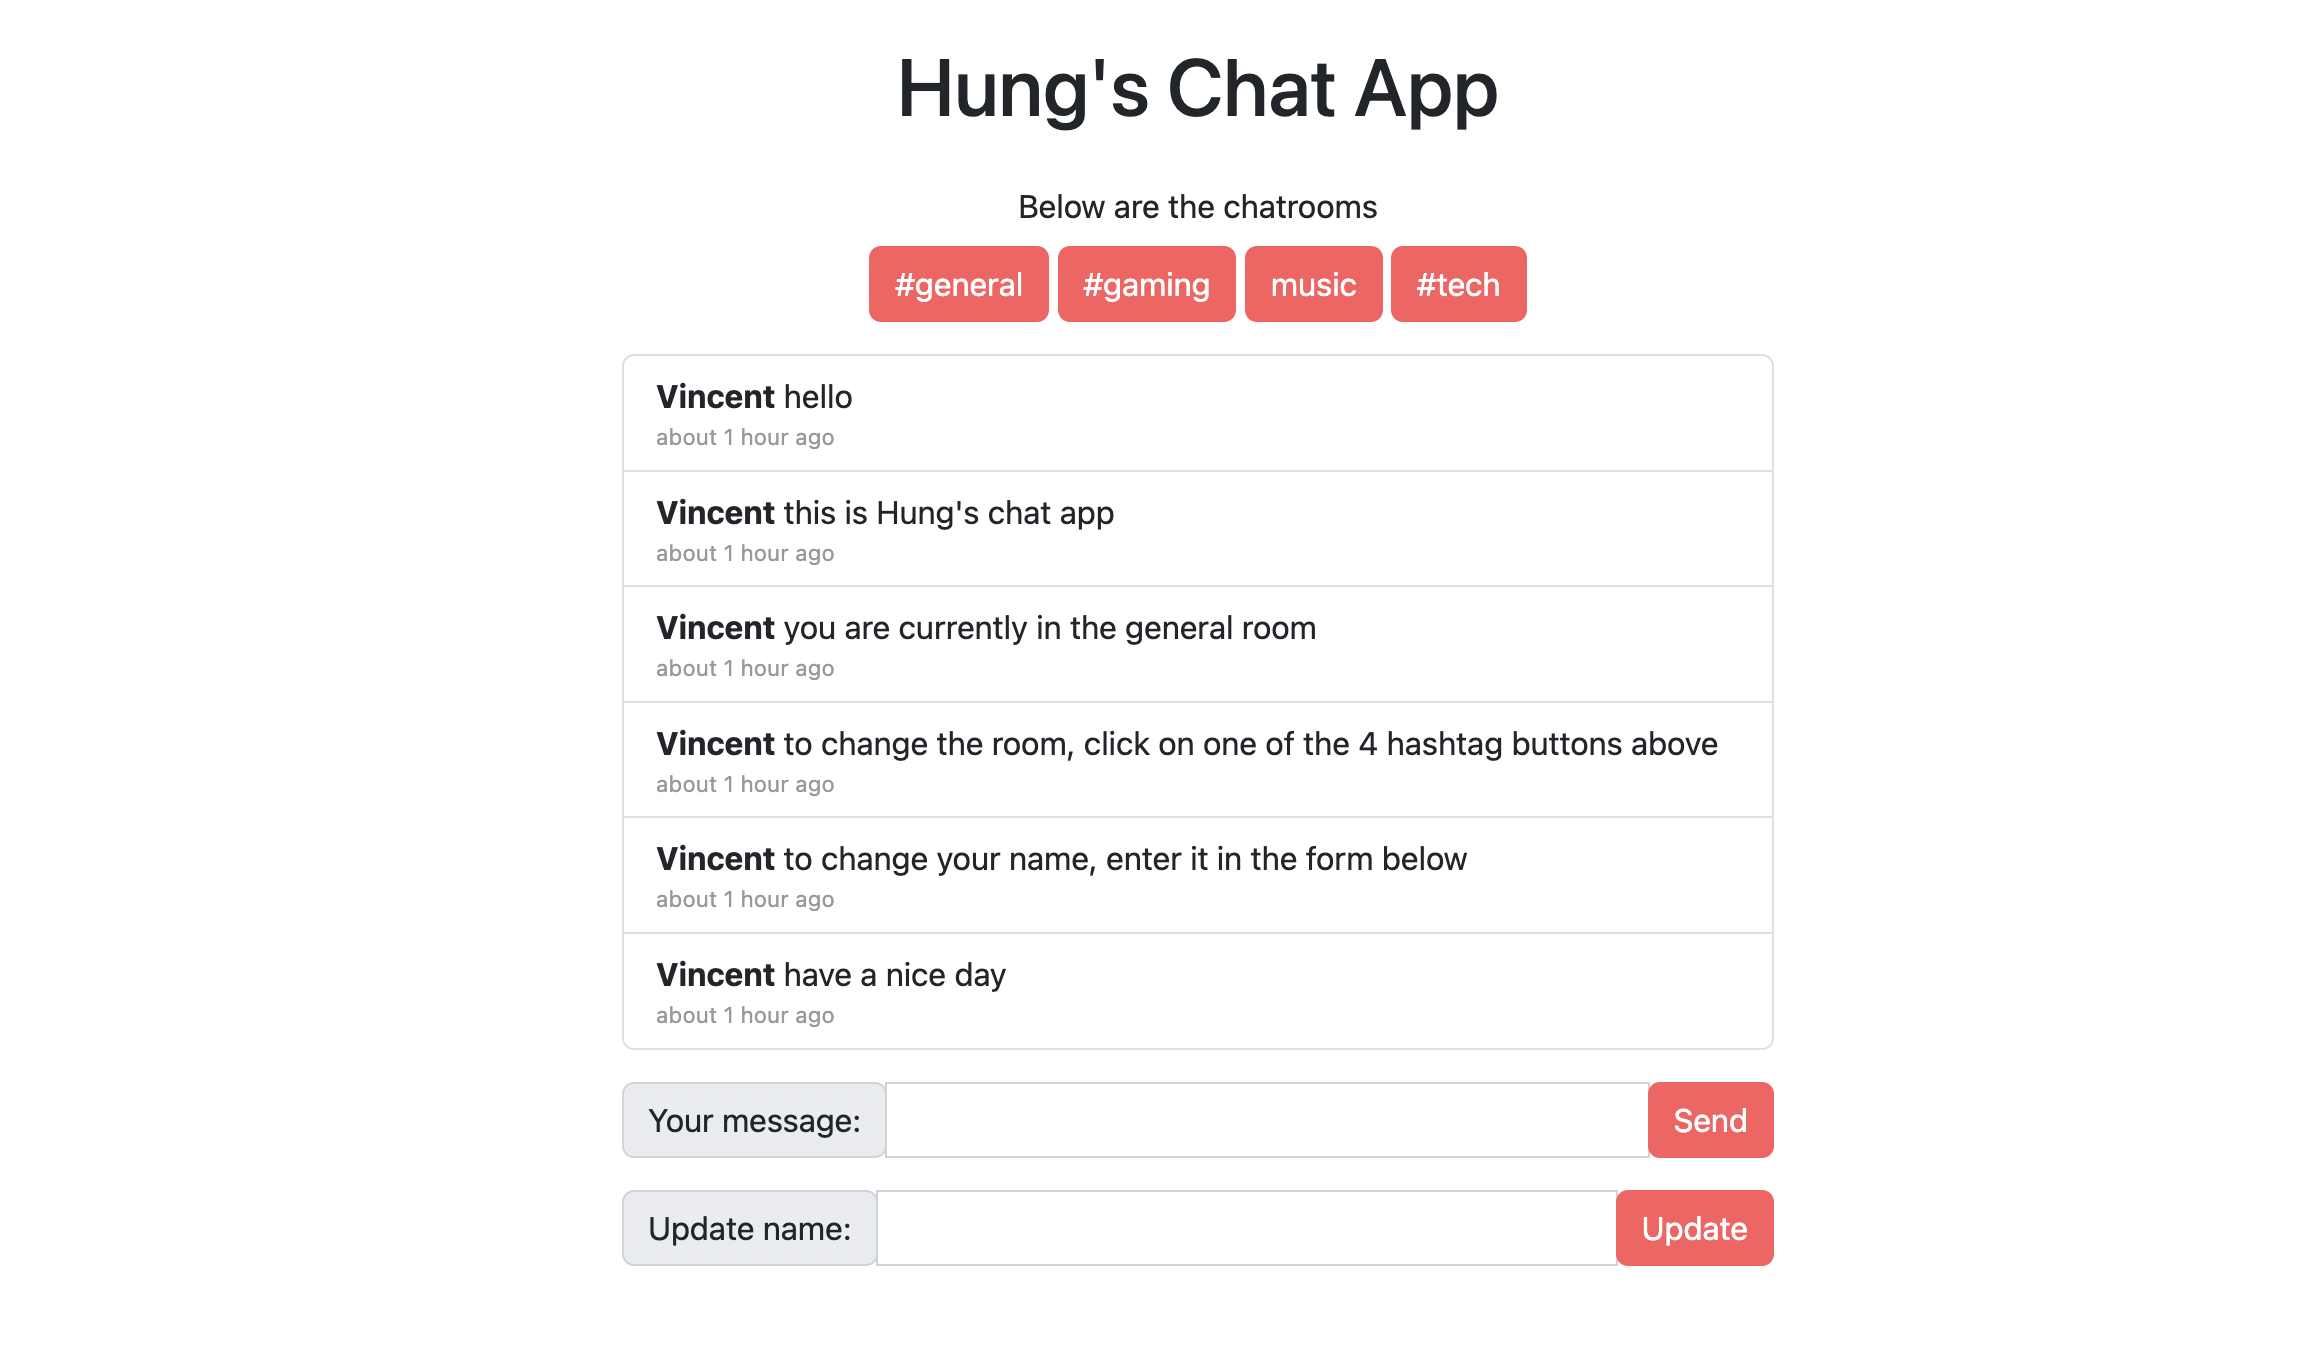 Hung's Chat App
Below are the chatrooms
#general #gaming music #tech
Vincent hello
about 1 hour ago
Vincent this is Hung's chat app
about 1 hour ago
Vincent you are currently in the general room
about 1 hour ago
Vincent to change the room, click on one of the 4 hashtag buttons above
about 1 hour ago
Vincent to change your name, enter it in the form below
about 1 hour ago
Vincent have a nice day
about 1 hour ago
Your message: Send
Update name: Update